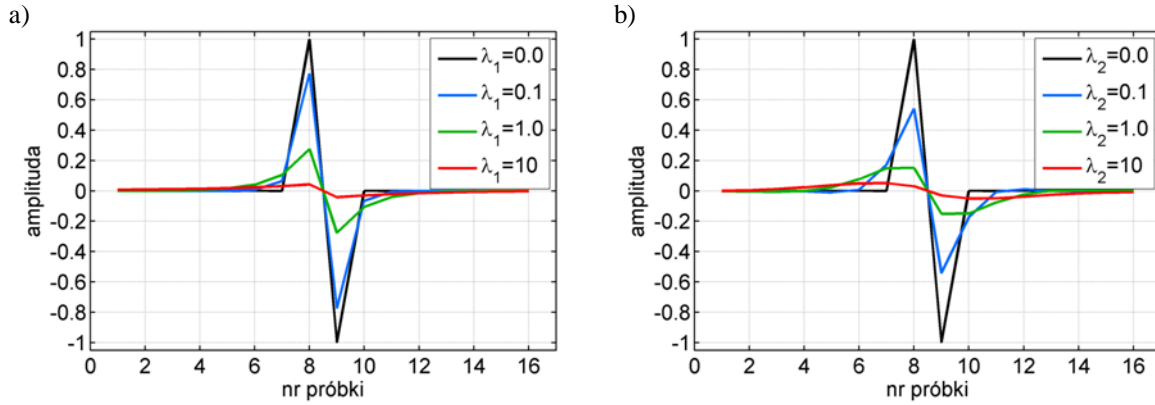 a)
1
0.8
0.6
0.4
0.2
0
-0.2
-0.4
-0.6
-0.8
-1
amplituda
0 2 4 6 8 10 12 14 16
nr próbki
λ1=0.0
λ1=0.1
λ1=1.0
λ1=10
b)
1
0.8
0.6
0.4
0.2
0
-0.2
-0.4
-0.6
-0.8
-1
amplituda
0 2 4 6 8 10 12 14 16
nr próbki
λ2=0.0
λ2=0.1
λ2=1.0
λ2=10